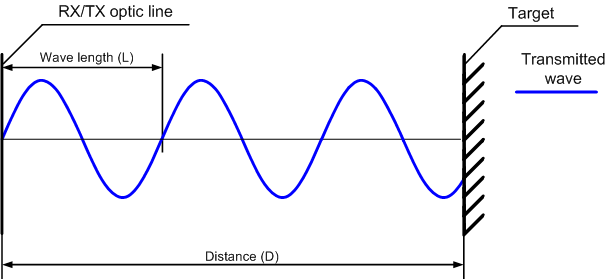 RX/TX optic line
Target
Wave length (L)
Transmitted
wave
Distance (D)